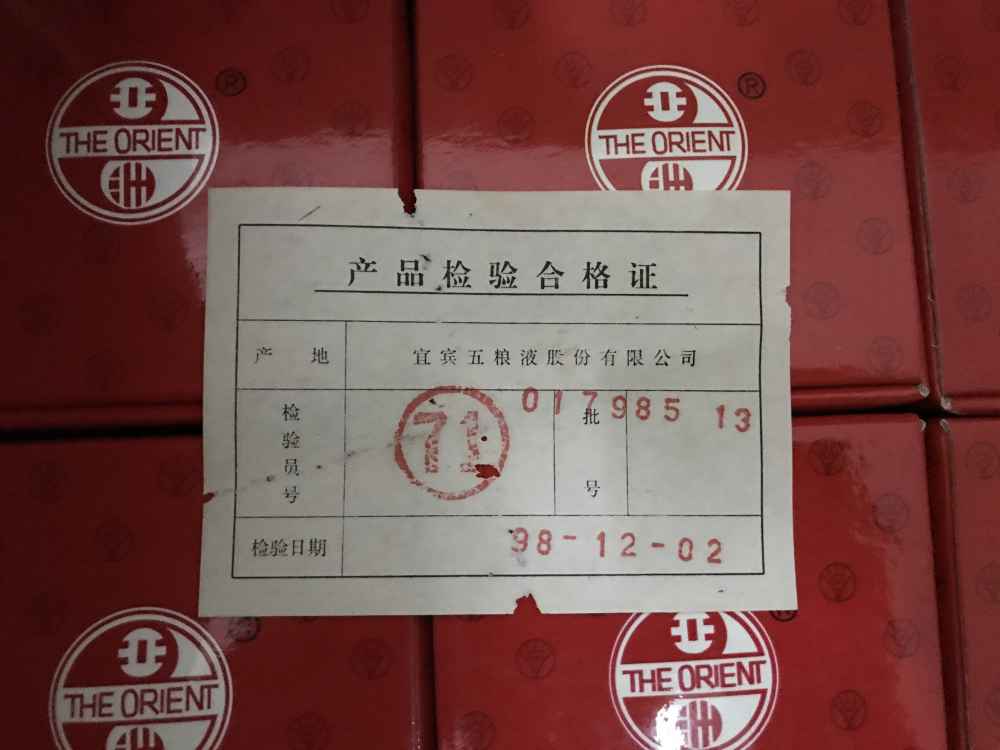 THE ORIENT ®
THE ORIENT ®
产品检验合格证
产 地 宜宾五粮液股份有限公司
检验员号 71 批号 017985 13
检验日期 98-12-02
THE ORIENT
THE ORIENT